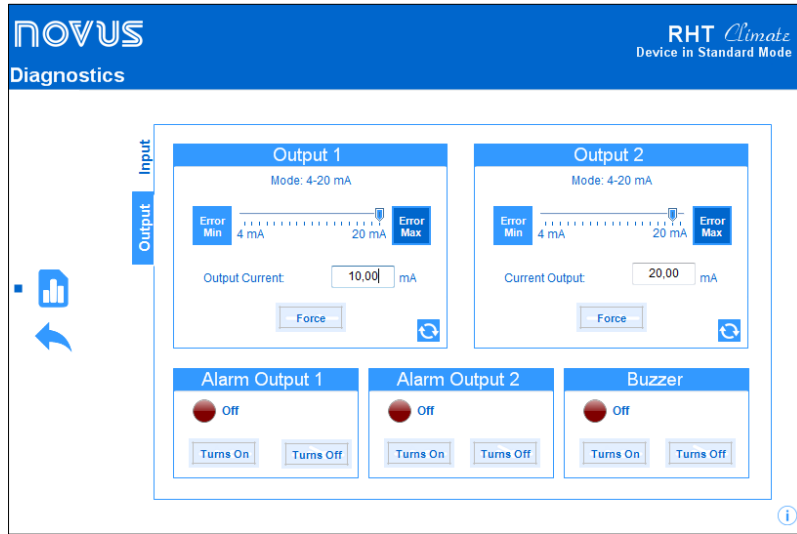 NOVUS
RHT Climate
Device in Standard Mode
Diagnostics
Input
Output
Output 1
Mode: 4-20 mA
Error Min
4 mA
20 mA
Error Max
Output Current:
10,00
mA
Force
Output 2
Mode: 4-20 mA
Error Min
4 mA
20 mA
Error Max
Current Output:
20,00
mA
Force
Alarm Output 1
Off
Turns On
Turns Off
Alarm Output 2
Off
Turns On
Turns Off
Buzzer
Off
Turns On
Turns Off
i